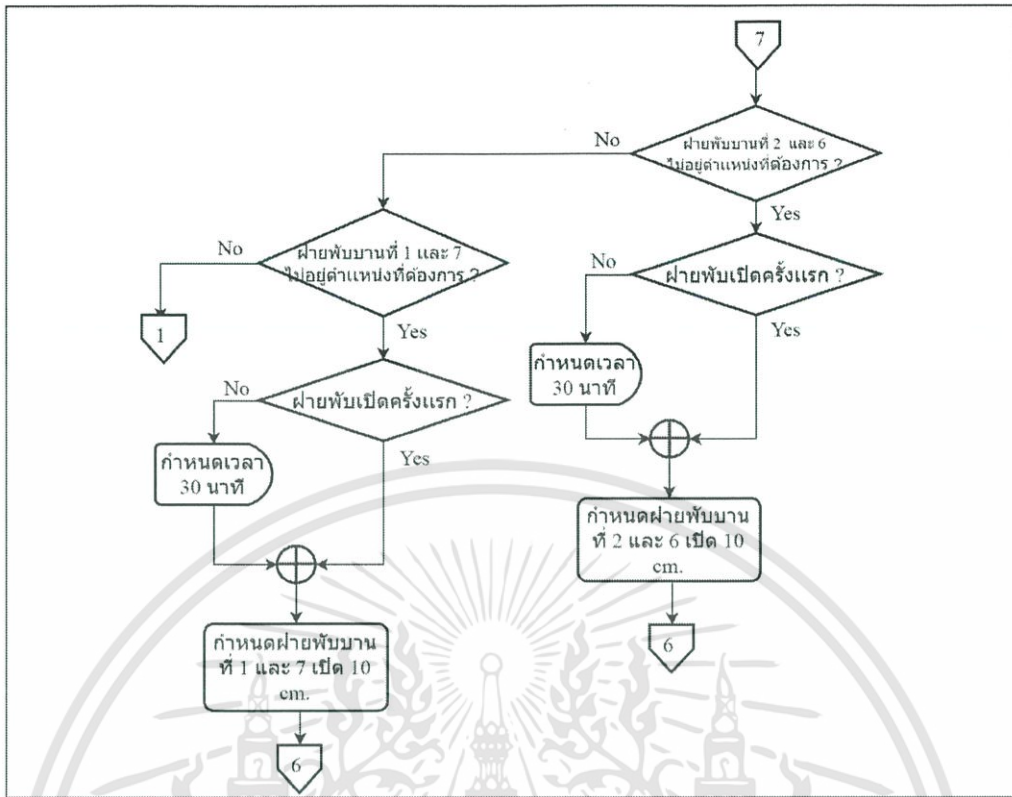 7
No
ฝายพับบานที่ 2 และ 6
ไม่อยู่ตำแหน่งที่ต้องการ ?
Yes
No
ฝายพับบานที่ 1 และ 7
ไม่อยู่ตำแหน่งที่ต้องการ ?
No
ฝายพับเปิดครั้งแรก ?
1
Yes
Yes
กำหนดเวลา
30 นาที
No
ฝายพับเปิดครั้งแรก ?
กำหนดเวลา
30 นาที
Yes
กำหนดฝายพับบาน
ที่ 2 และ 6 เปิด 10
cm.
กำหนดฝายพับบาน
ที่ 1 และ 7 เปิด 10
cm.
6
6